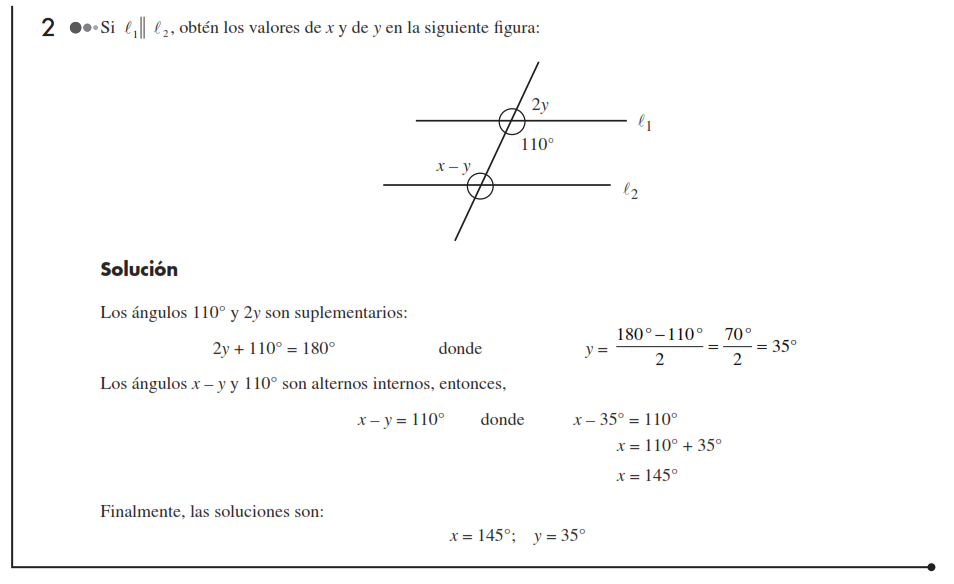 2 Si ℓ₁ ∥ ℓ₂, obtén los valores de x y de y en la siguiente figura:
2y
ℓ₁
110°
x – y
ℓ₂
Solución
Los ángulos 110° y 2y son suplementarios:
2y + 110° = 180° donde y = (180° – 110°)/2 = 70°/2 = 35°
Los ángulos x – y y 110° son alternos internos, entonces,
x – y = 110° donde x – 35° = 110°
x = 110° + 35°
x = 145°
Finalmente, las soluciones son:
x = 145°; y = 35°